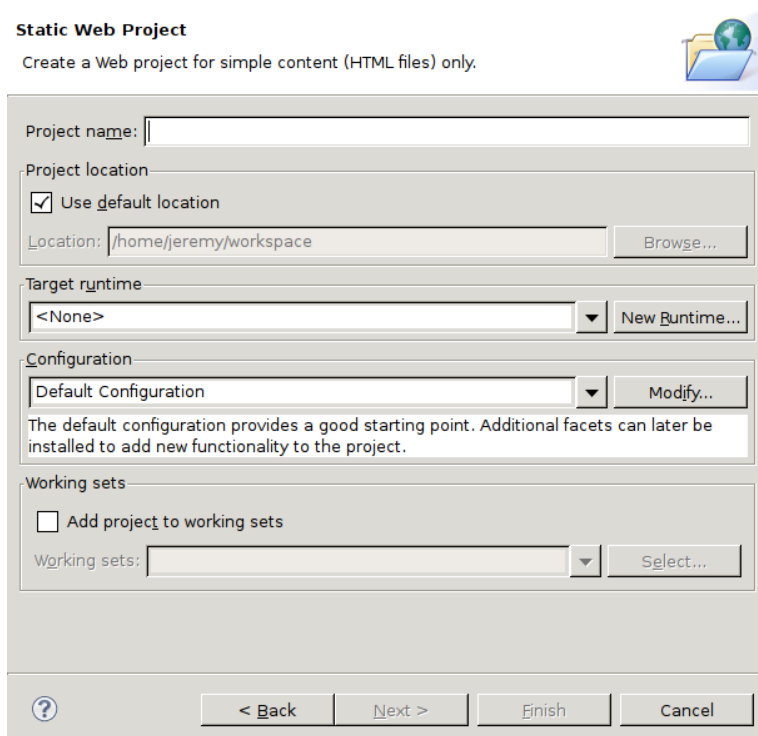 Static Web Project
Create a Web project for simple content (HTML files) only.
Project name:
Project location
Use default location
Location: /home/jeremy/workspace Browse...
Target runtime
<None> New Runtime...
Configuration
Default Configuration Modify...
The default configuration provides a good starting point. Additional facets can later be
installed to add new functionality to the project.
Working sets
Add project to working sets
Working sets: Select...
? < Back Next > Finish Cancel